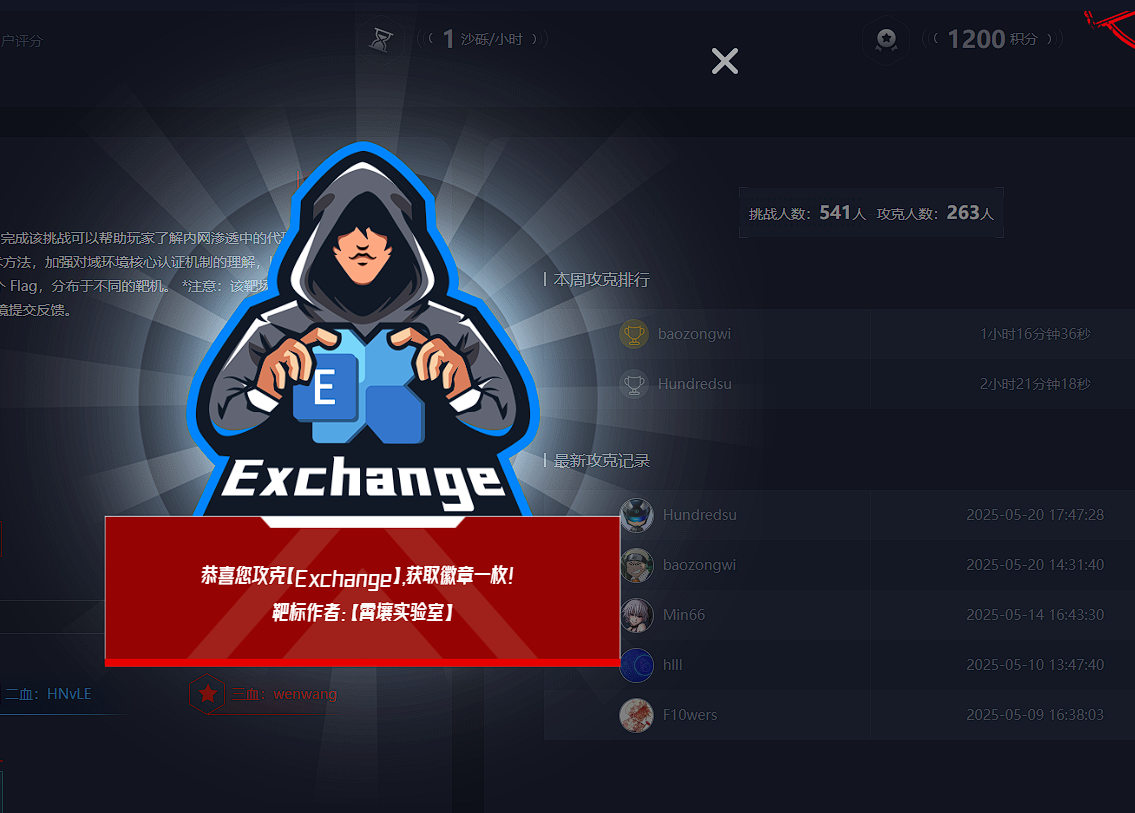 户评分
1 沙砾/小时
1200 积分
挑战人数：541人 攻克人数：263人
完成该挑战可以帮助玩家了解内网渗透中的代理
术方法，加强对域环境核心认证机制的理解，
个 Flag，分布于不同的靶机。 *注意：该靶场
境提交反馈。
本周攻克排行
baozongwi 1小时16分钟36秒
Hundredsu 2小时21分钟18秒
E
Exchange
恭喜您攻克【Exchange】,获取徽章一枚！
靶标作者：【霄壤实验室】
最新攻克记录
Hundredsu 2025-05-20 17:47:28
baozongwi 2025-05-20 14:31:40
Min66 2025-05-14 16:43:30
hlll 2025-05-10 13:47:40
F10wers 2025-05-09 16:38:03
二血：HNvLE
三血：wenwang